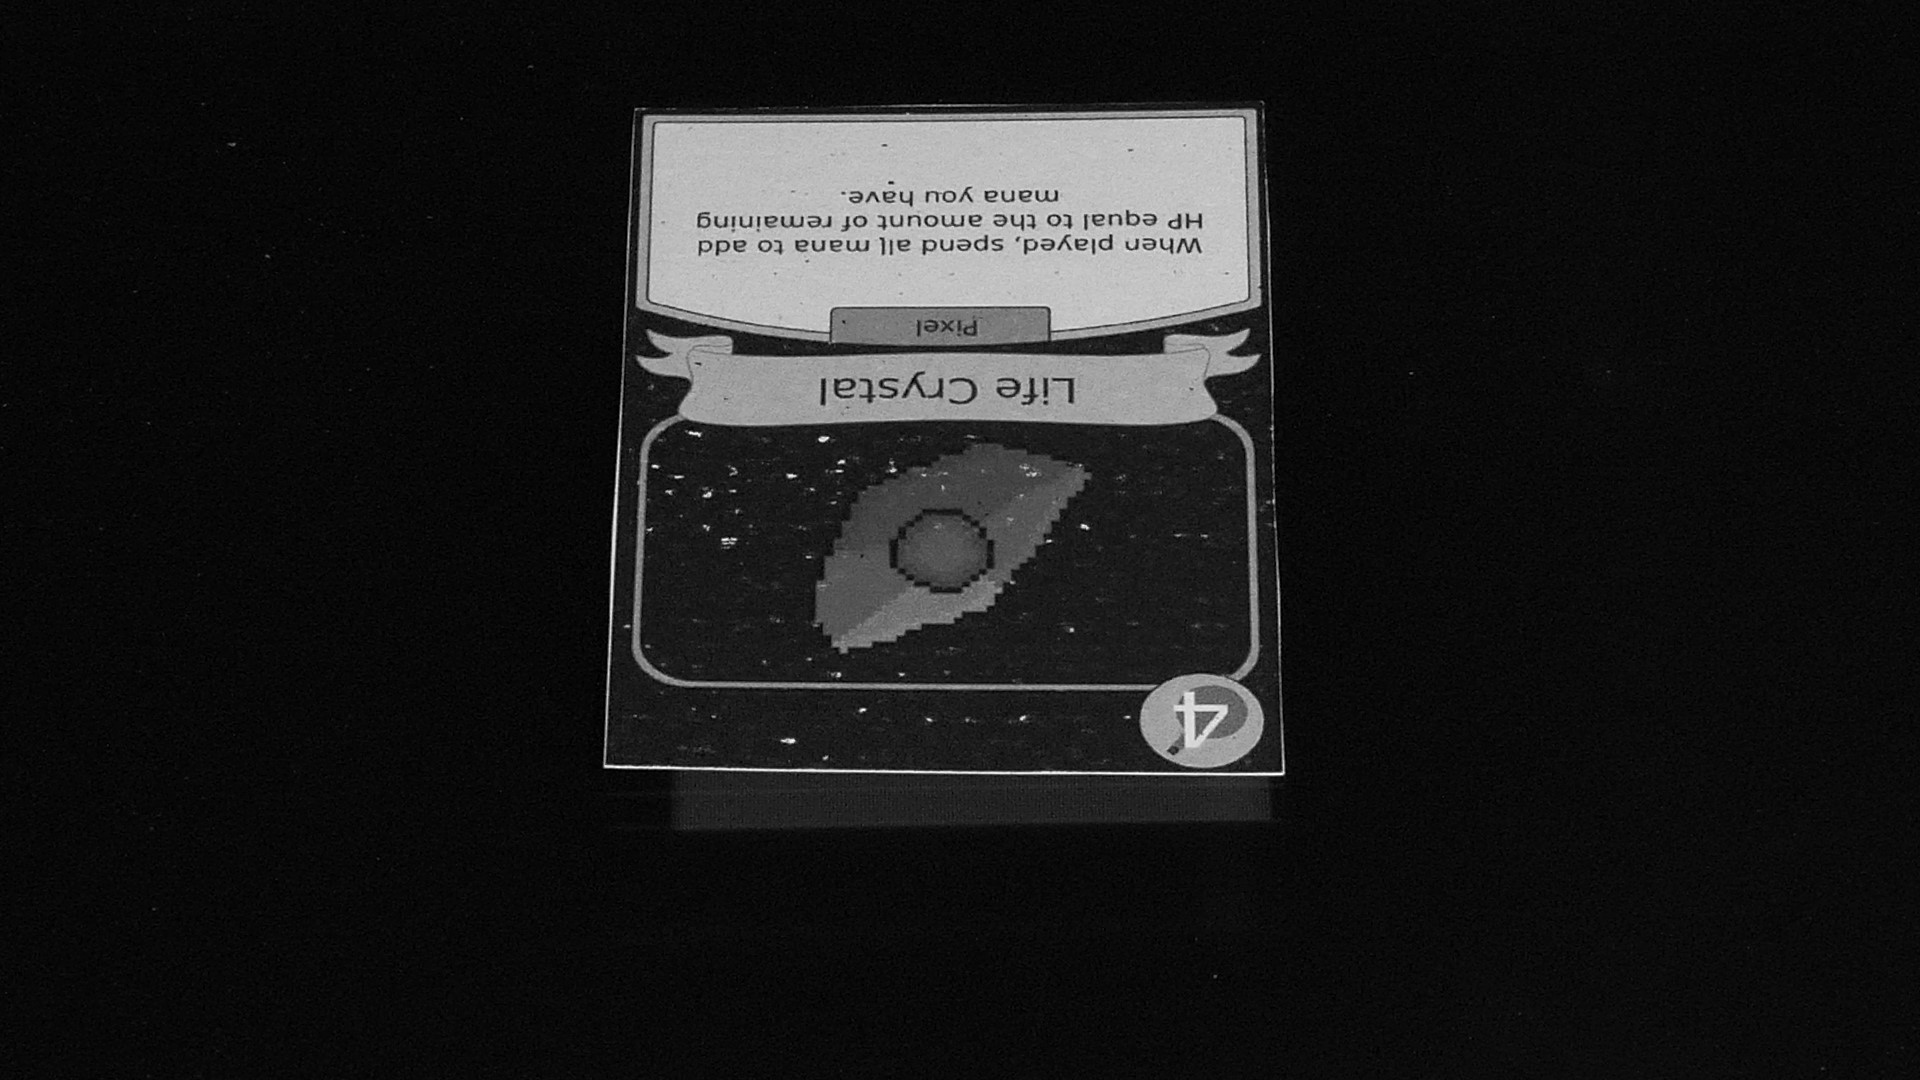 4
Life Crystal
Pixel
When played, spend all mana to add
HP equal to the amount of remaining
mana you have.